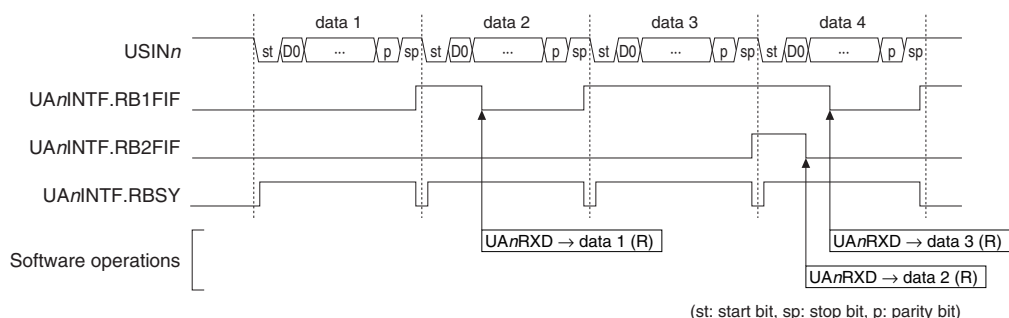 data 1 data 2 data 3 data 4
USINn st D0 ... p sp st D0 ... p sp st D0 ... p sp st D0 ... p sp
UAnINTF.RB1FIF
UAnINTF.RB2FIF
UAnINTF.RBSY
Software operations
UAnRXD → data 1 (R) UAnRXD → data 3 (R)
UAnRXD → data 2 (R)
(st: start bit, sp: stop bit, p: parity bit)